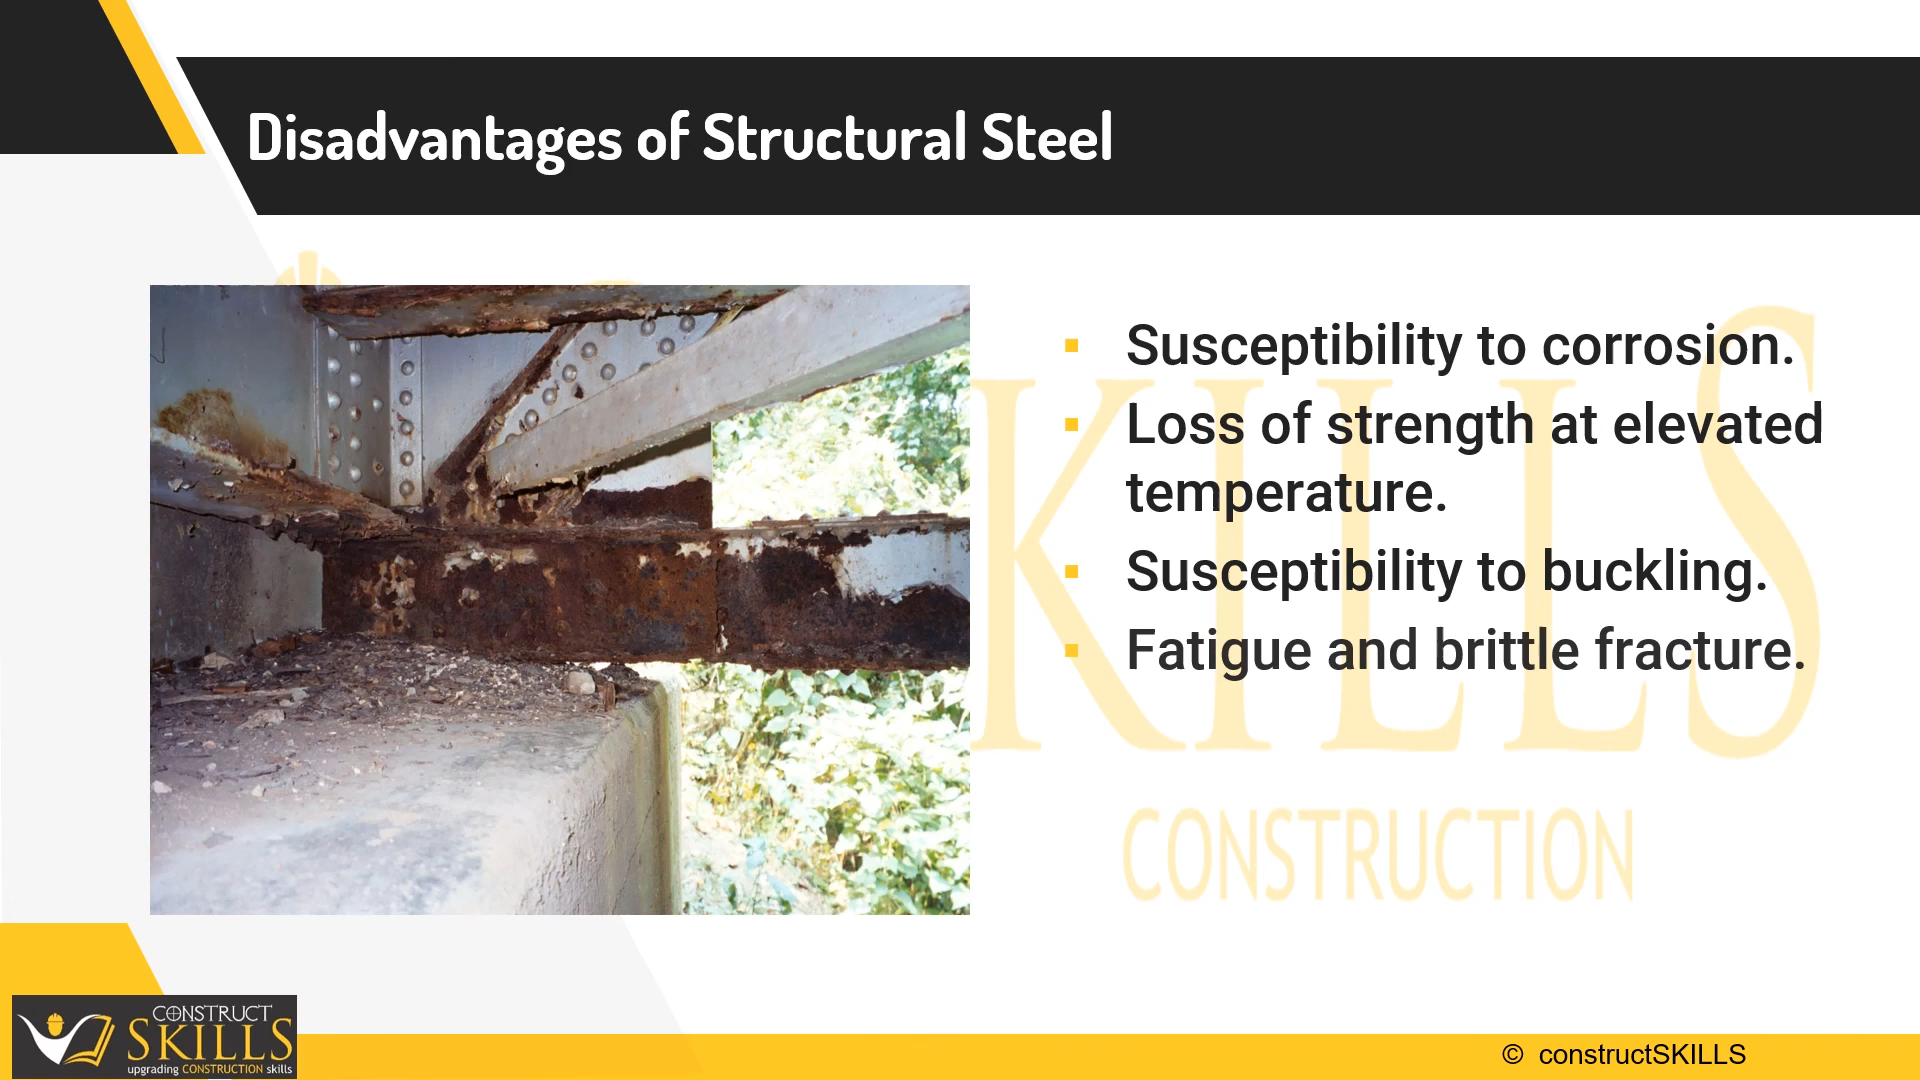 Disadvantages of Structural Steel
▪ Susceptibility to corrosion.
▪ Loss of strength at elevated
temperature.
▪ Susceptibility to buckling.
▪ Fatigue and brittle fracture.
KILLS
CONSTRUCTION
CONSTRUCT
SKILLS
upgrading CONSTRUCTION skills
© constructSKILLS